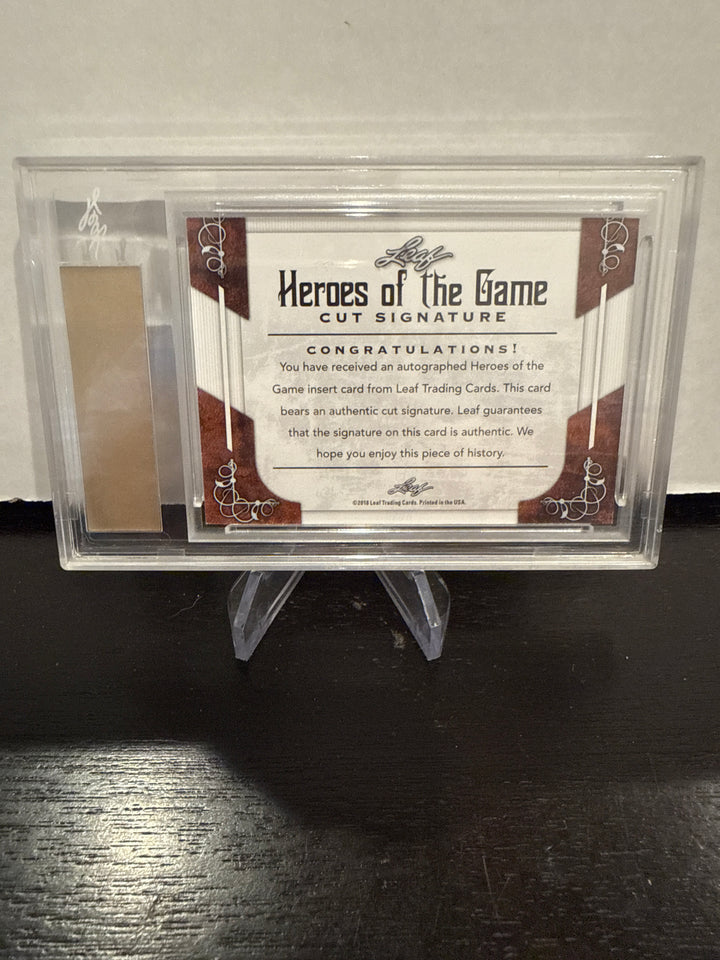 Leaf
Heroes of the Game
CUT SIGNATURE
CONGRATULATIONS!
You have received an autographed Heroes of the
Game insert card from Leaf Trading Cards. This card
bears an authentic cut signature. Leaf guarantees
that the signature on this card is authentic. We
hope you enjoy this piece of history.
Leaf
©2018 Leaf Trading Cards. Printed in the USA.